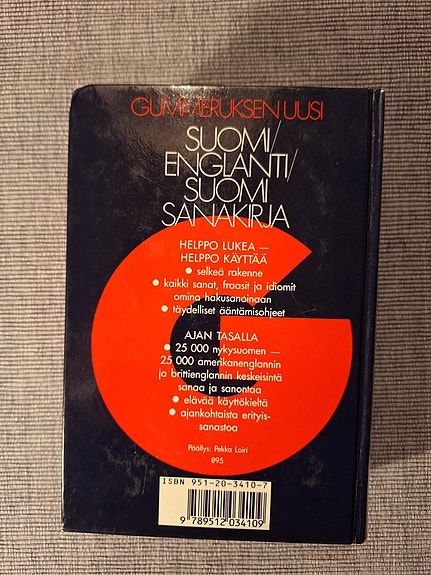 GUMMERUKSEN UUSI
SUOMI/
ENGLANTI/
SUOMI
SANAKIRJA
HELPPO LUKEA —
HELPPO KÄYTTÄÄ
● selkeä rakenne
● kaikki sanat, fraasit ja idiomit
omina hakusanoinaan
● täydelliset ääntämisohjeet
AJAN TASALLA
● 25 000 nykysuomen —
25 000 amerikanenglannin
ja brittienglannin keskeisintä
sanaa ja sanontaa
● elävää käyttökieltä
● ajankohtaista erityis-
sanastoa
Päällys: Pekka Loiri
895
ISBN 951-20-3410-7
9 789512 034109